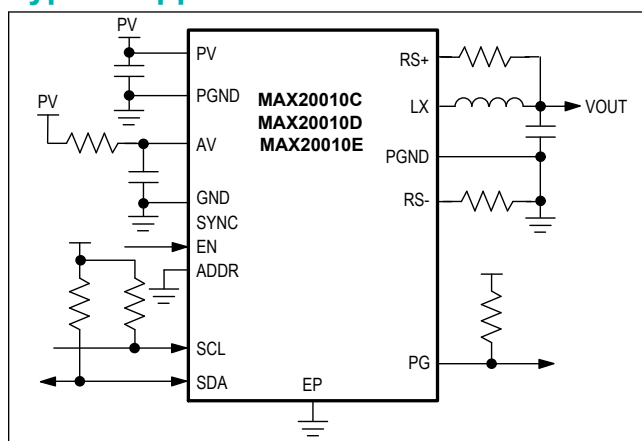 PV
PV
PGND
PV
AV
GND
SYNC
EN
ADDR
SCL
SDA
MAX20010C
MAX20010D
MAX20010E
EP
RS+
LX
VOUT
PGND
RS-
PG